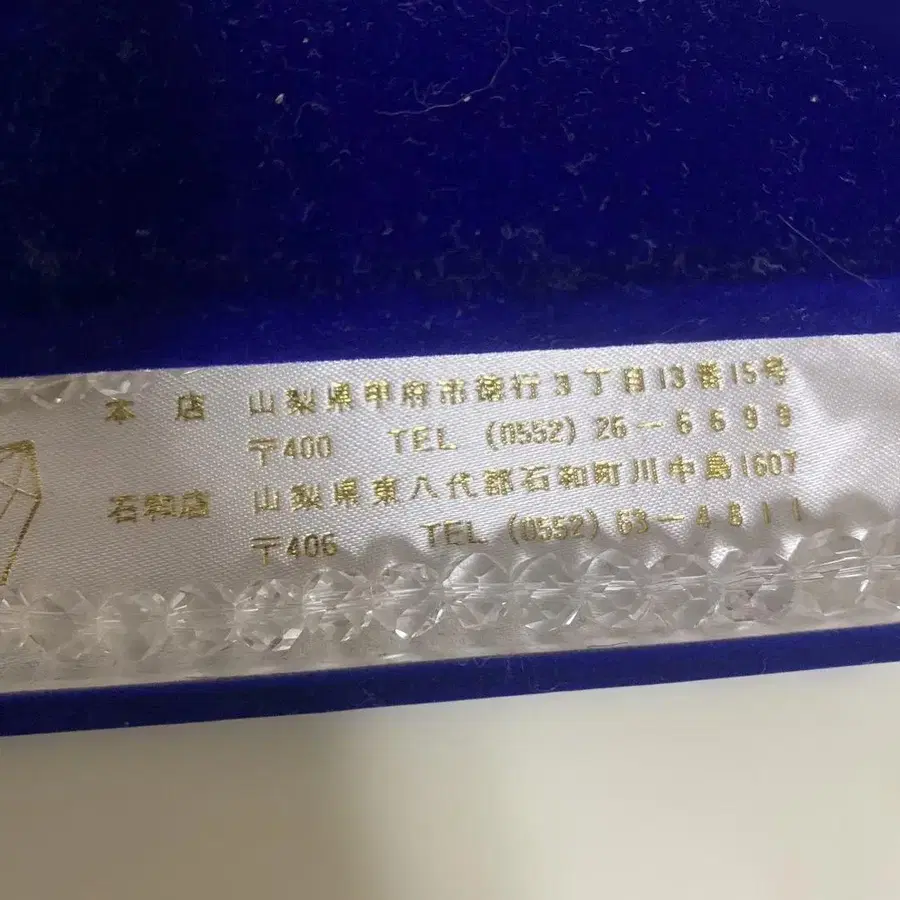 本店 山梨県甲府市徳行3丁目13番15号
〒400 TEL (0552) 26-6699
石和店 山梨県東八代郡石和町川中島1607
〒406 TEL (0552) 63-4811